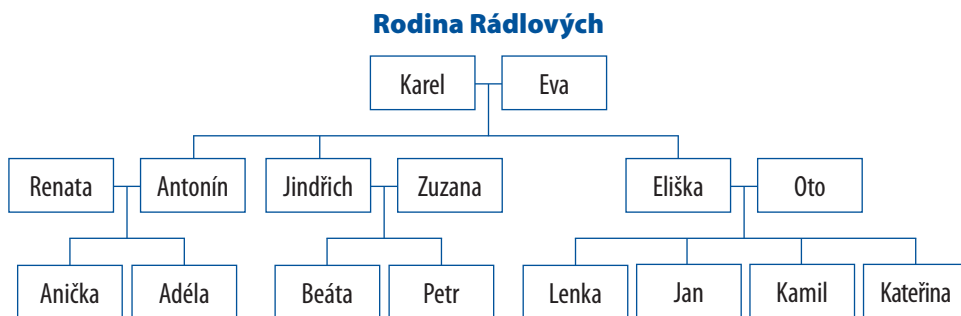 Rodina Rádlových
Karel Eva
Renata Antonín Jindřich Zuzana Eliška Oto
Anička Adéla Beáta Petr Lenka Jan Kamil Kateřina